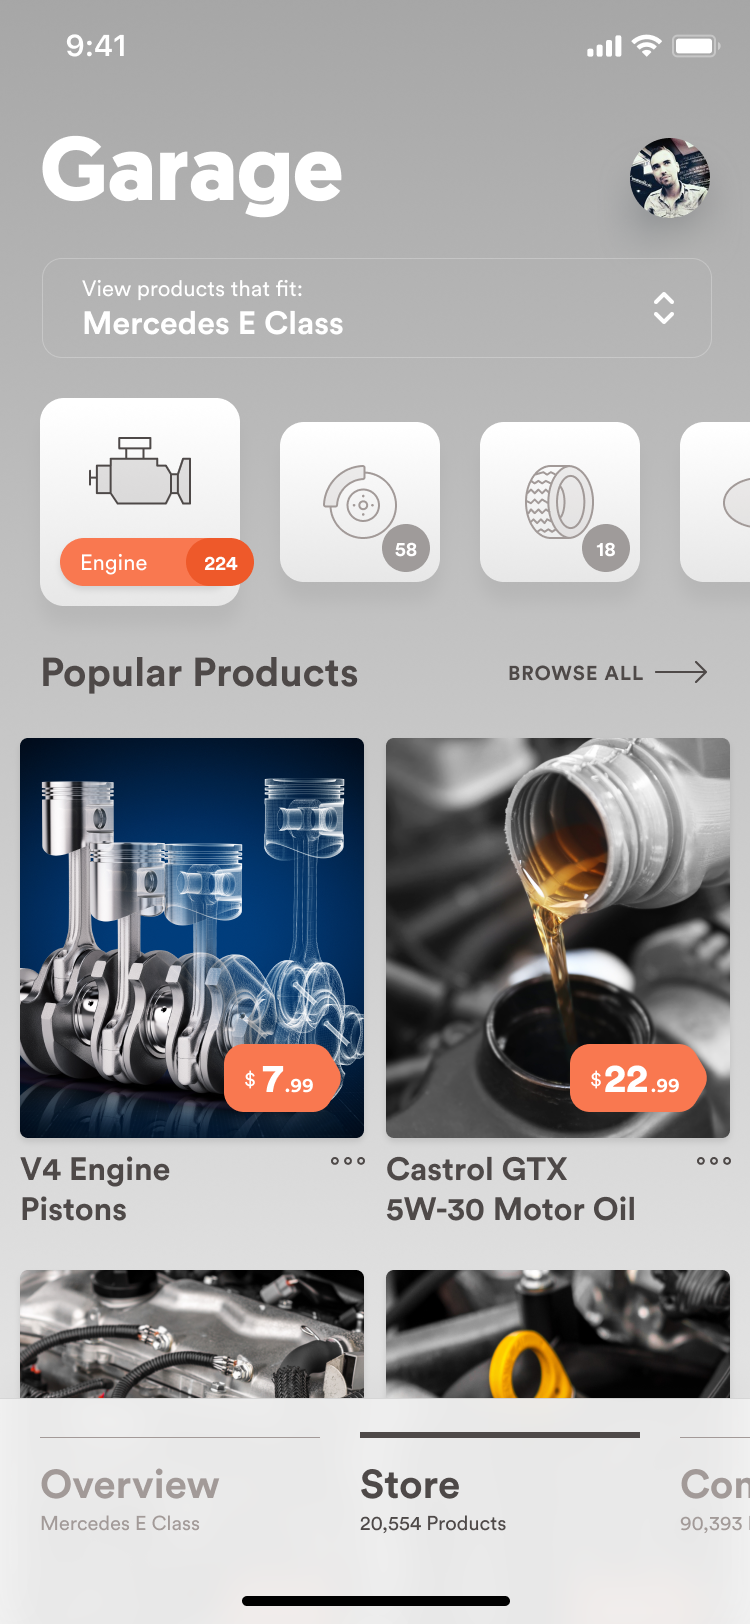 9:41
Garage
View products that fit:
Mercedes E Class
Engine 224
58
18
Popular Products
BROWSE ALL
$7.99
$22.99
V4 Engine
Pistons
Castrol GTX
5W-30 Motor Oil
Overview
Mercedes E Class
Store
20,554 Products
90,393